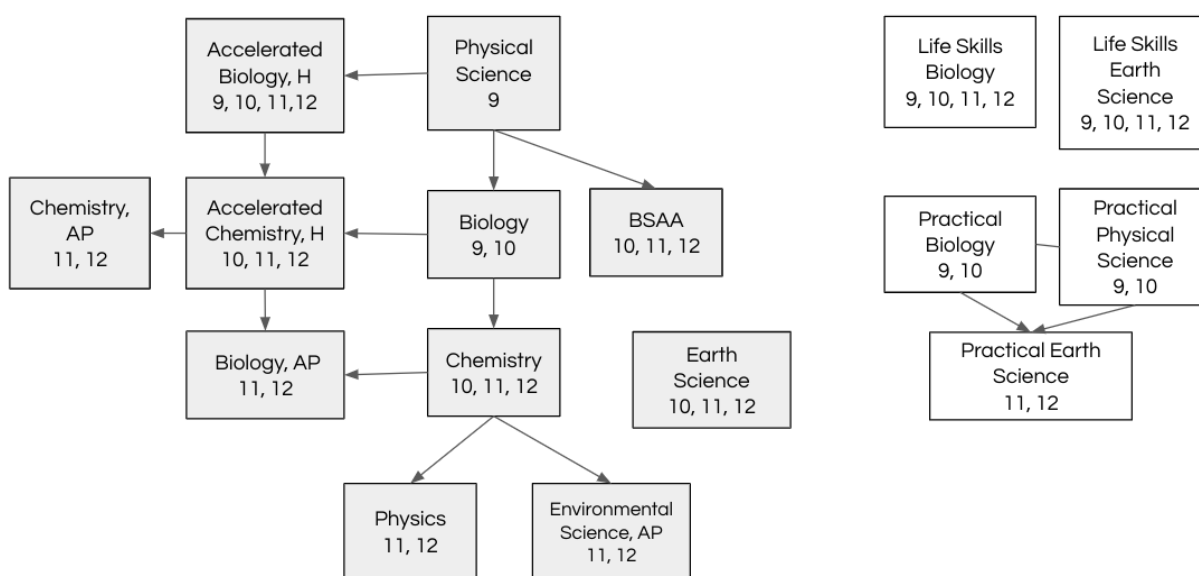 Accelerated
Biology, H
9, 10, 11,12
Physical
Science
9
Life Skills
Biology
9, 10, 11, 12
Life Skills
Earth
Science
9, 10, 11, 12
Chemistry,
AP
11, 12
Accelerated
Chemistry, H
10, 11, 12
Biology
9, 10
BSAA
10, 11, 12
Practical
Biology
9, 10
Practical
Physical
Science
9, 10
Biology, AP
11, 12
Chemistry
10, 11, 12
Earth
Science
10, 11, 12
Practical Earth
Science
11, 12
Physics
11, 12
Environmental
Science, AP
11, 12